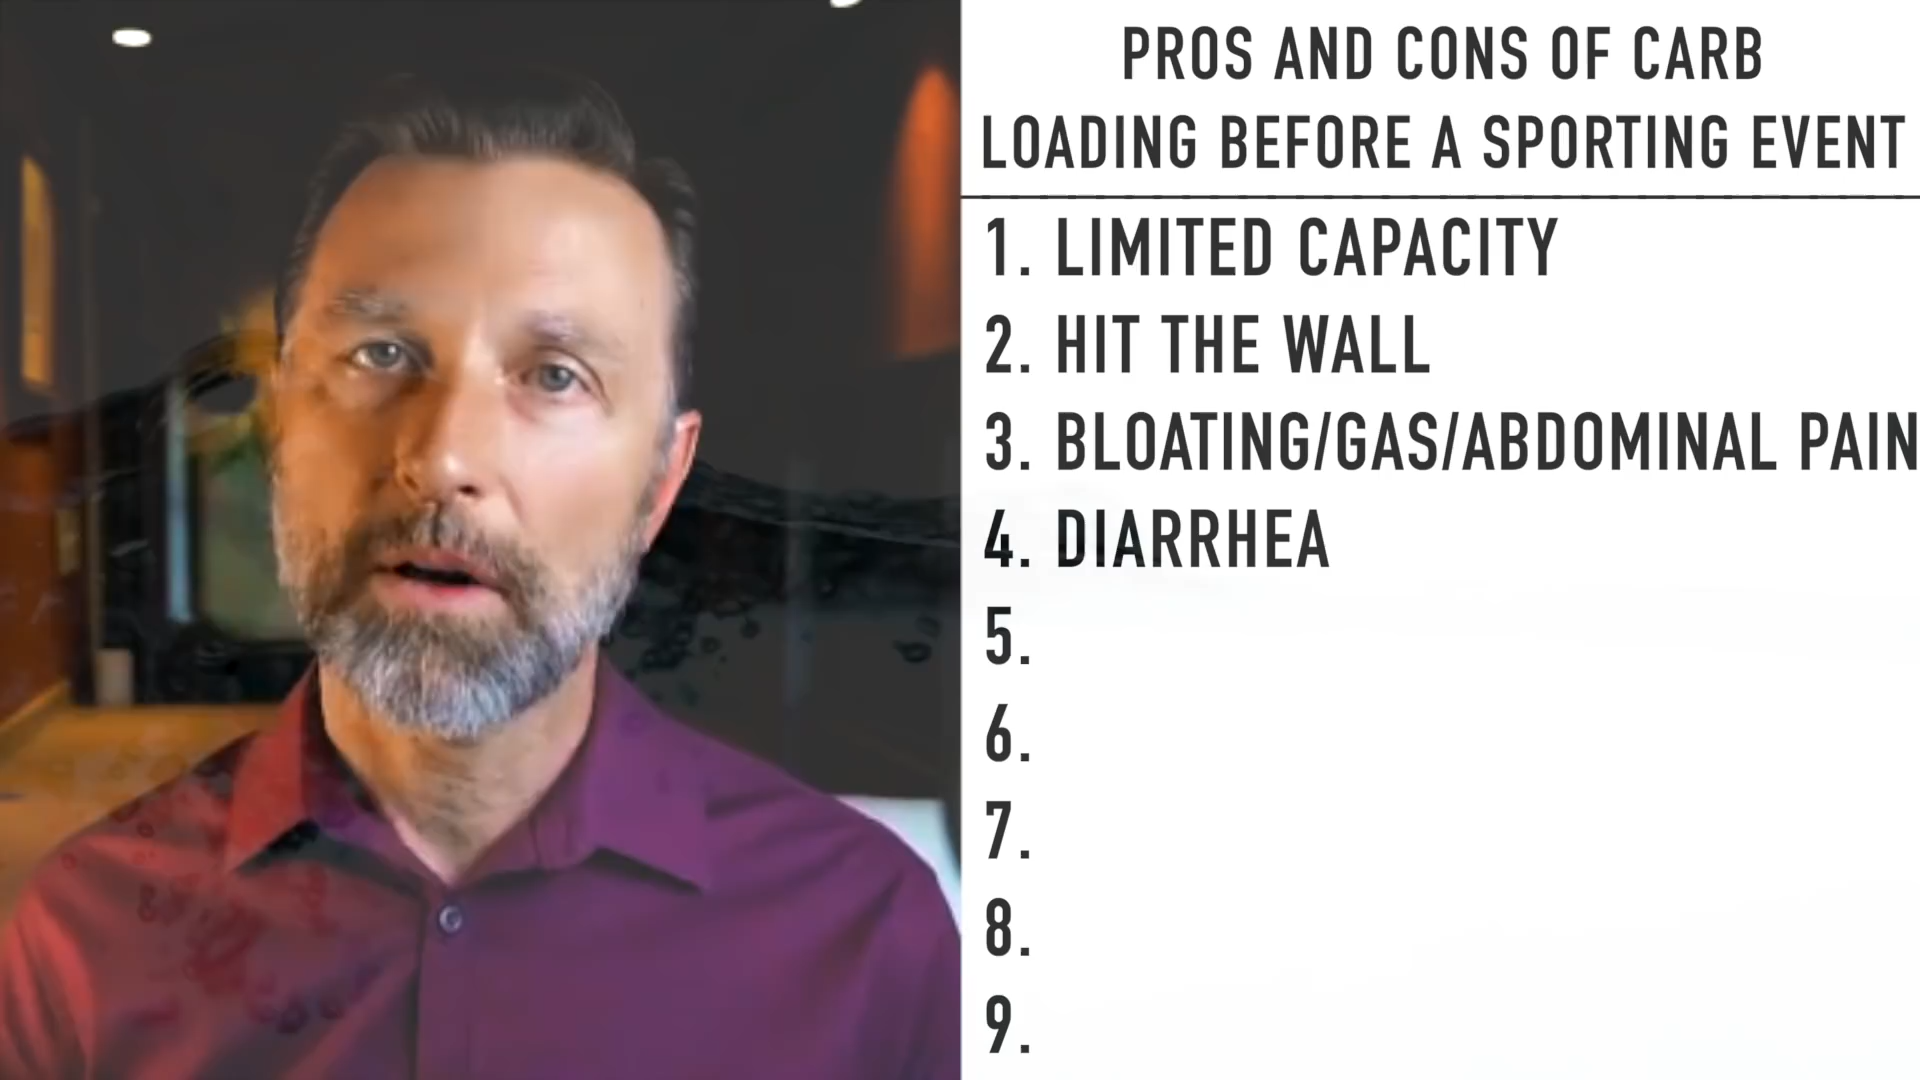 PROS AND CONS OF CARB
LOADING BEFORE A SPORTING EVENT
1. LIMITED CAPACITY
2. HIT THE WALL
3. BLOATING/GAS/ABDOMINAL PAIN
4. DIARRHEA
5.
6.
7.
8.
9.